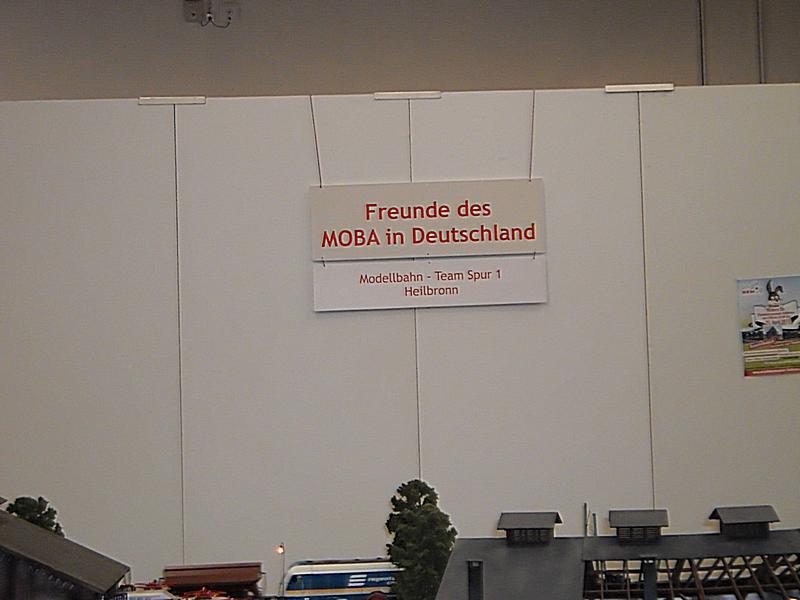 Freunde des
MOBA in Deutschland
Modellbahn - Team Spur 1
Heilbronn